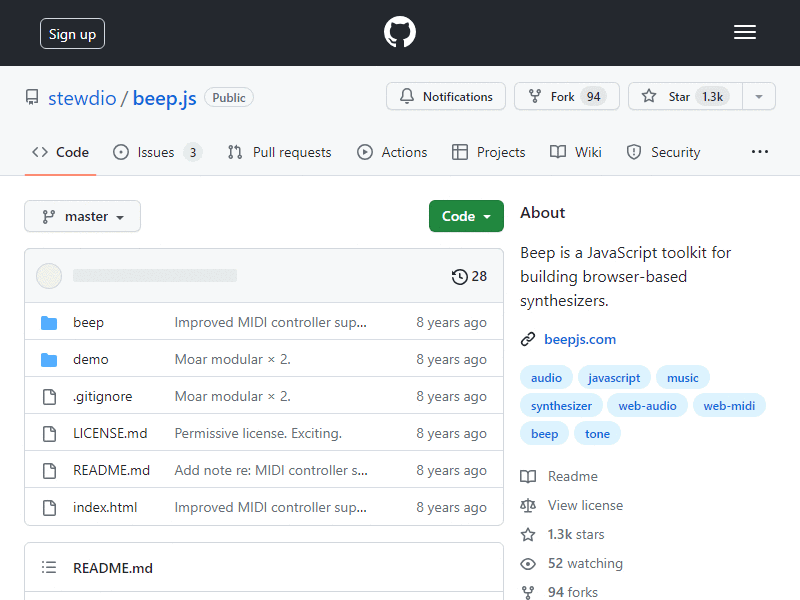 Sign up
stewdio / beep.js Public
Notifications Fork 94 Star 1.3k
Code Issues 3 Pull requests Actions Projects Wiki Security
master
Code
28
beep Improved MIDI controller sup... 8 years ago
demo Moar modular × 2. 8 years ago
.gitignore Moar modular × 2. 8 years ago
LICENSE.md Permissive license. Exciting. 8 years ago
README.md Add note re: MIDI controller s... 8 years ago
index.html Improved MIDI controller sup... 8 years ago
README.md
About
Beep is a JavaScript toolkit for
building browser-based
synthesizers.
beepjs.com
audio javascript music
synthesizer web-audio web-midi
beep tone
Readme
View license
1.3k stars
52 watching
94 forks